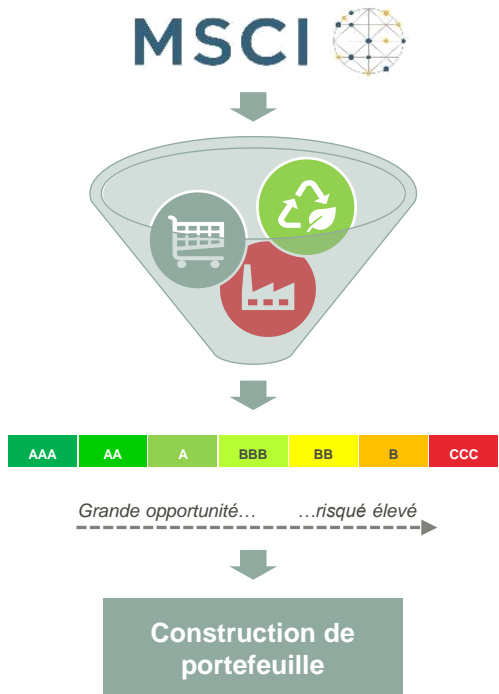 MSCI
AAA AA A BBB BB B CCC
Grande opportunité... ...risqué élevé
Construction de
portefeuille